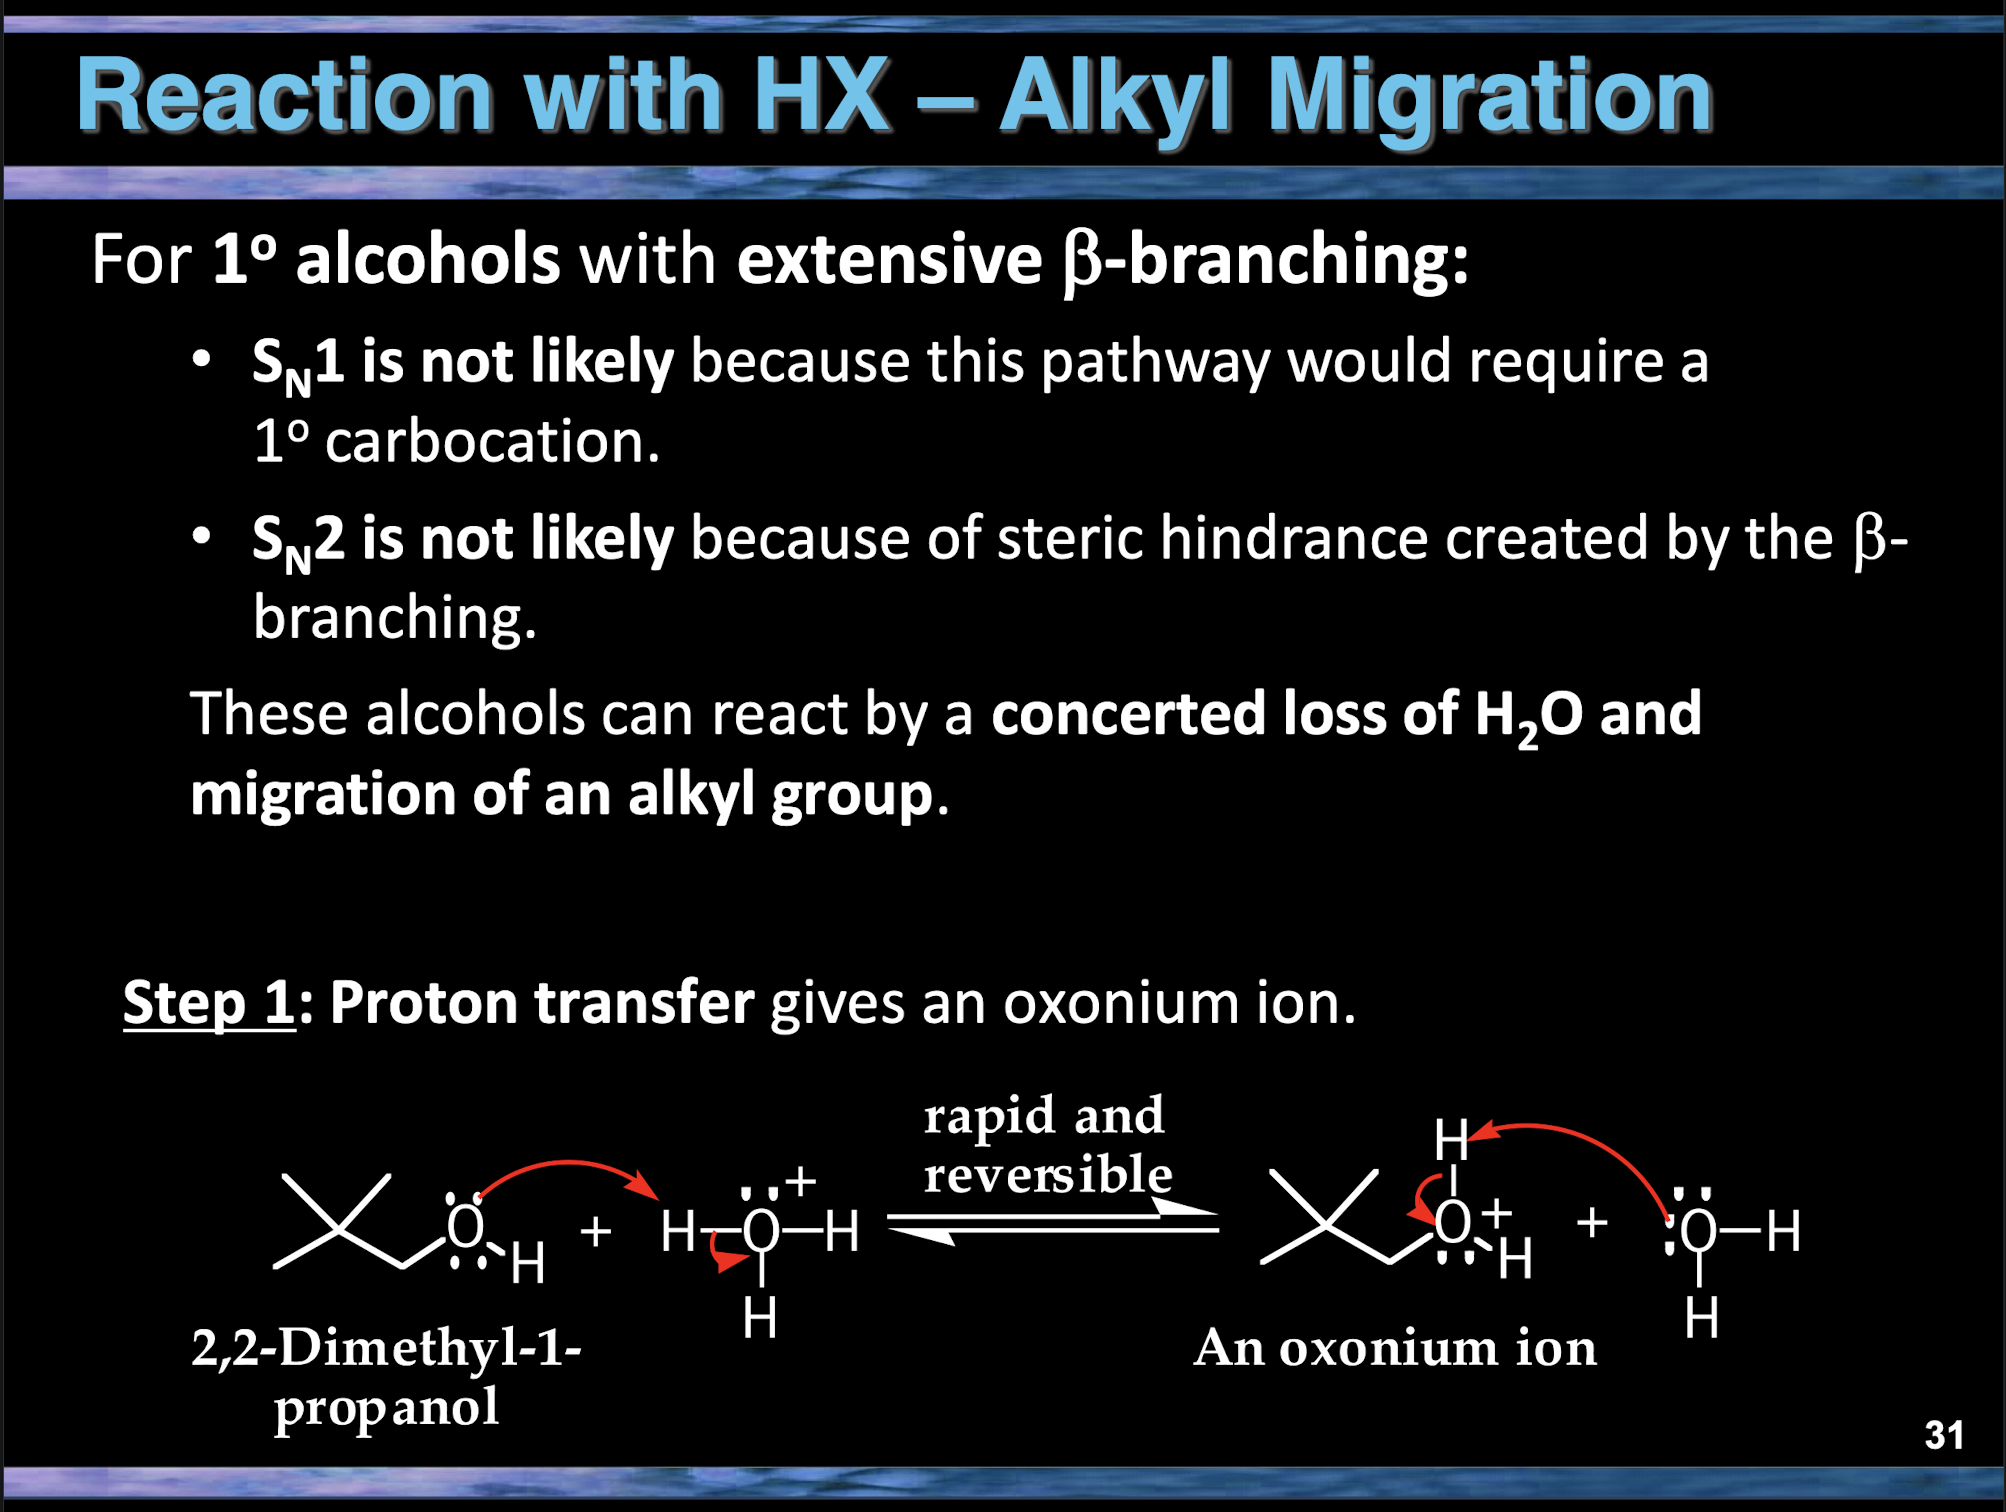 Reaction with HX – Alkyl Migration
For 1º alcohols with extensive β-branching:
• S_N1 is not likely because this pathway would require a
1º carbocation.
• S_N2 is not likely because of steric hindrance created by the β-
branching.
These alcohols can react by a concerted loss of H₂O and
migration of an alkyl group.
Step 1: Proton transfer gives an oxonium ion.
rapid and
reversible
O H + H O + H H
H O + H + O H H
2,2-Dimethyl-1-
propanol
An oxonium ion
31